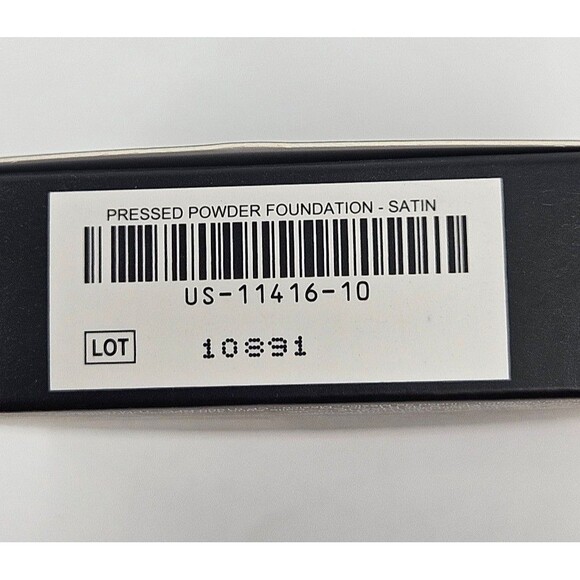 PRESSED POWDER FOUNDATION - SATIN
US-11416-10
LOT 10891